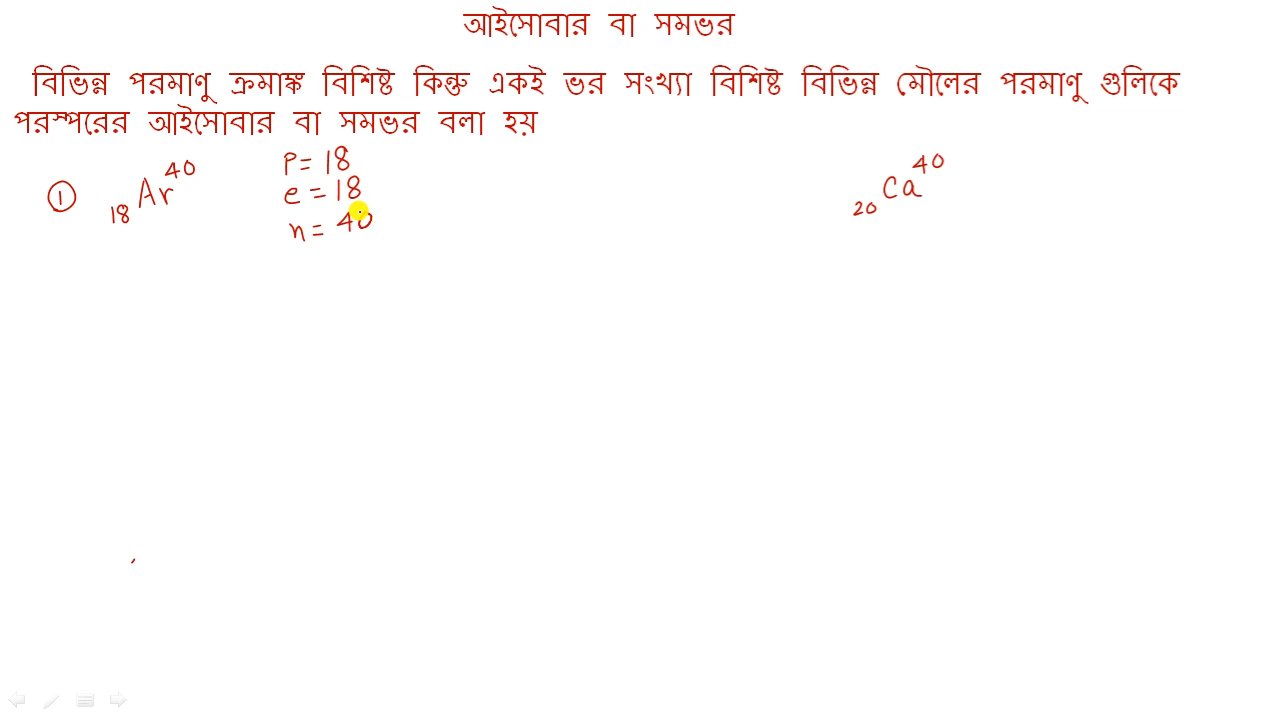 আইসোবার বা সমভর
বিভিন্ন পরমাণু ক্রমাঙ্ক বিশিষ্ট কিন্তু একই ভর সংখ্যা বিশিষ্ট বিভিন্ন মৌলের পরমাণু গুলিকে
পরস্পরের আইসোবার বা সমভর বলা হয়
① ₁₈Ar⁴⁰
P = 18
e = 18
n = 40
₂₀Ca⁴⁰